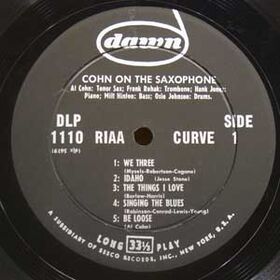 dawn
COHN ON THE SAXOPHONE
Al Cohn; Tenor Sax; Frank Rehak; Trombone; Hank Jones;
Piano; Milt Hinton; Bass; Osie Johnson; Drums.
DLP SIDE
1110 RIAA CURVE 1
1 WE THREE
(Mysels-Robertson-Cogane)
2 IDAHO (Jesse Stone)
3 THE THINGS I LOVE
(Barlow-Harris)
4 SINGING THE BLUES
(Robinson-Conrad-Lewis-Young)
5 BE LOOSE
(Al Cohn)
LONG 33⅓ PLAY
A SUBSIDIARY OF SEECO RECORDS, INC., NEW YORK, U.S.A.